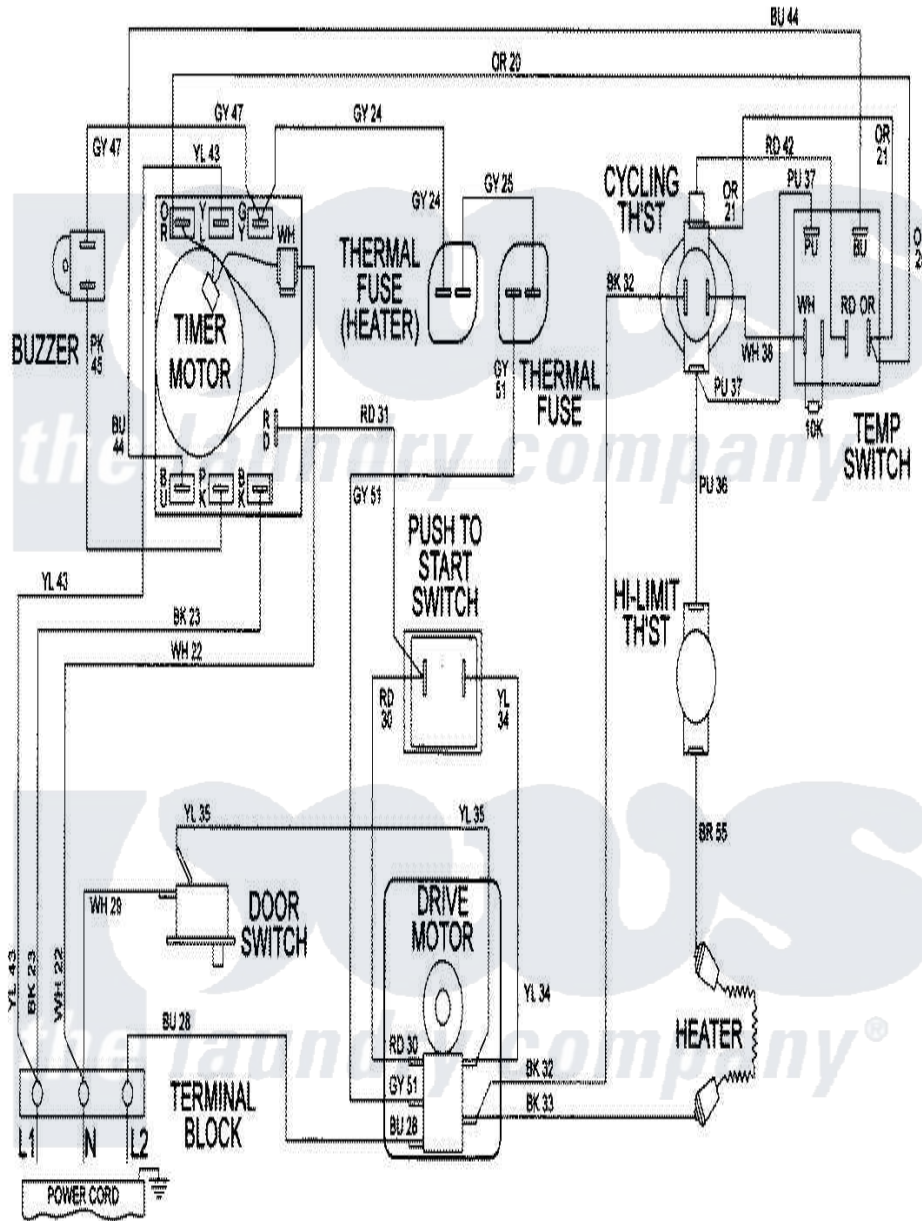 BU 44
OR 20
GY 47
GY 24
GY 47
YL 43
RD 42
OR 21
GY 24
GY 25
CYCLING TH'ST
OR 21
PU 37
O R
Y L
G Y
WH
PU
BU
THERMAL FUSE (HEATER)
BK 32
WH
RD OR
TIMER MOTOR
BUZZER
PK 45
WH 38
GY 51
THERMAL FUSE
PU 37
10K
TEMP SWITCH
BU 44
R D
RD 31
the laundry company
B U
P K
B K
GY 51
PU 36
PUSH TO START SWITCH
YL 43
BK 23
WH 22
HI-LIMIT TH'ST
RD 30
YL 34
YL 35
YL 35
BR 55
WH 29
DOOR SWITCH
DRIVE MOTOR
YL 43
BK 23
WH 22
YL 34
BU 28
HEATER
the laundry company®
RD 30
BK 32
GY 51
BK 33
BU 28
TERMINAL BLOCK
L1
N
L2
POWER CORD